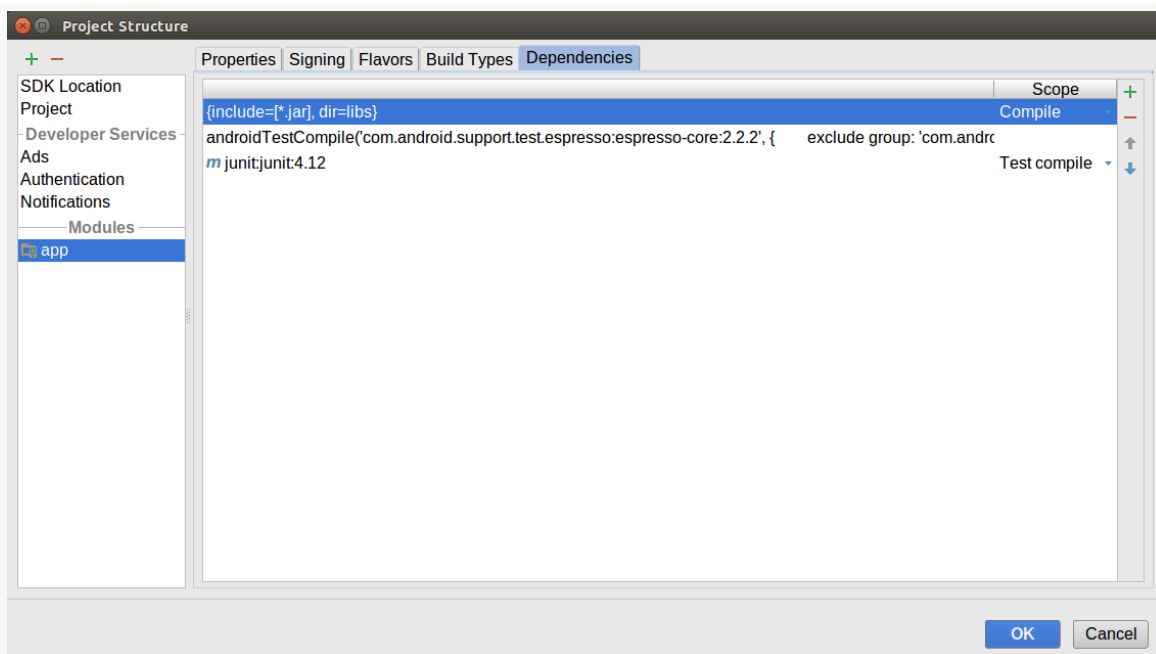 Project Structure
Properties Signing Flavors Build Types Dependencies
SDK Location
Project
Developer Services
Ads
Authentication
Notifications
Modules
app
Scope
{include=[*.jar], dir=libs} Compile
androidTestCompile('com.android.support.test.espresso:espresso-core:2.2.2', { exclude group: 'com.andro
m junit:junit:4.12 Test compile
OK Cancel